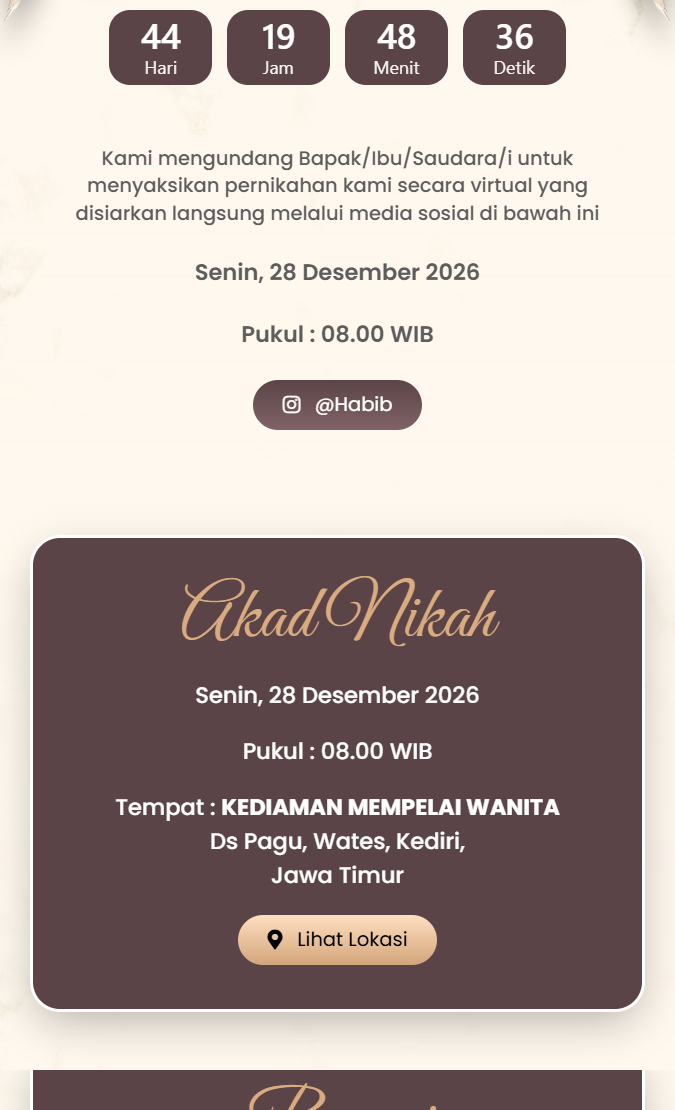 44 19 48 36
Hari Jam Menit Detik
Kami mengundang Bapak/Ibu/Saudara/i untuk
menyaksikan pernikahan kami secara virtual yang
disiarkan langsung melalui media sosial di bawah ini
Senin, 28 Desember 2026
Pukul : 08.00 WIB
@Habib
Akad Nikah
Senin, 28 Desember 2026
Pukul : 08.00 WIB
Tempat : KEDIAMAN MEMPELAI WANITA
Ds Pagu, Wates, Kediri,
Jawa Timur
Lihat Lokasi